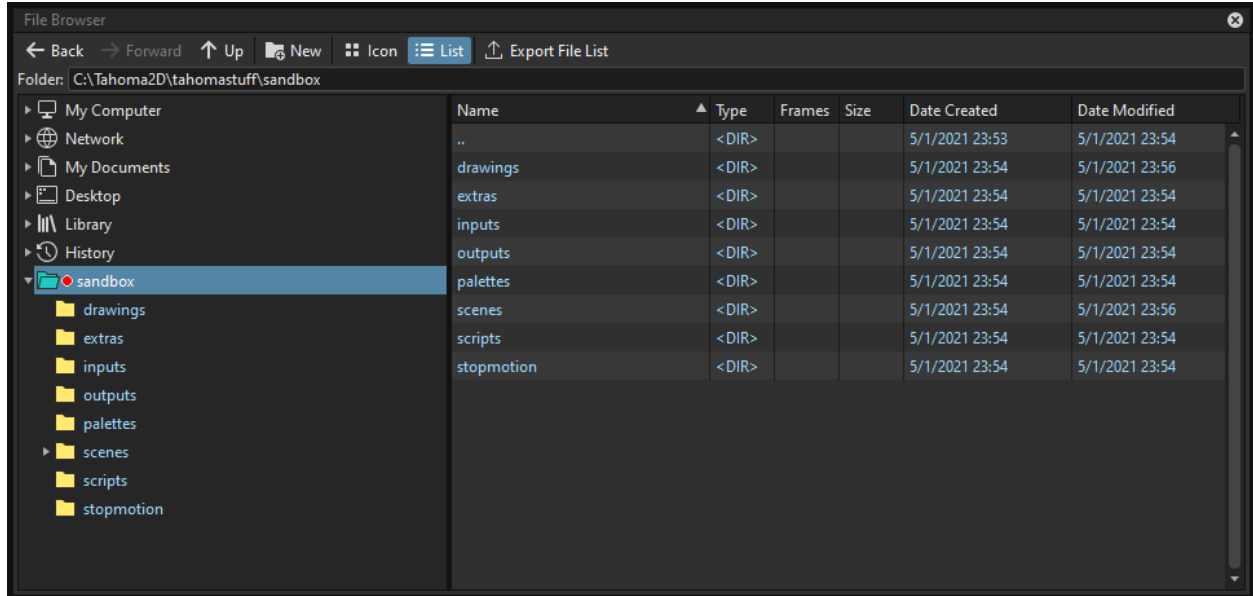 File Browser
Back Forward Up New Icon List Export File List
Folder: C:\Tahoma2D\tahomastuff\sandbox
My Computer
Network
My Documents
Desktop
Library
History
sandbox
drawings
extras
inputs
outputs
palettes
scenes
scripts
stopmotion
Name Type Frames Size Date Created Date Modified
.. <DIR> 5/1/2021 23:53 5/1/2021 23:54
drawings <DIR> 5/1/2021 23:54 5/1/2021 23:56
extras <DIR> 5/1/2021 23:54 5/1/2021 23:54
inputs <DIR> 5/1/2021 23:54 5/1/2021 23:54
outputs <DIR> 5/1/2021 23:54 5/1/2021 23:54
palettes <DIR> 5/1/2021 23:54 5/1/2021 23:54
scenes <DIR> 5/1/2021 23:54 5/1/2021 23:56
scripts <DIR> 5/1/2021 23:54 5/1/2021 23:54
stopmotion <DIR> 5/1/2021 23:54 5/1/2021 23:54